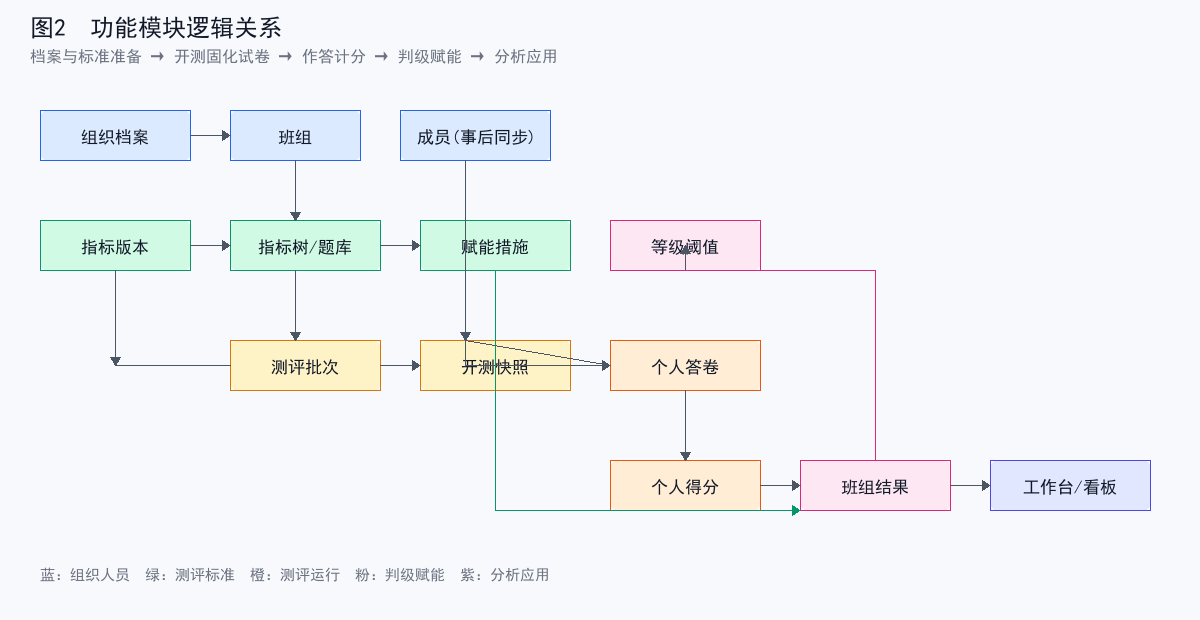 图2　功能模块逻辑关系
档案与标准准备 → 开测固化试卷 → 作答计分 → 判级赋能 → 分析应用
组织档案
班组
成员(事后同步)
指标版本
指标树/题库
赋能措施
等级阈值
测评批次
开测快照
个人答卷
个人得分
班组结果
工作台/看板
蓝：组织人员　绿：测评标准　橙：测评运行　粉：判级赋能　紫：分析应用